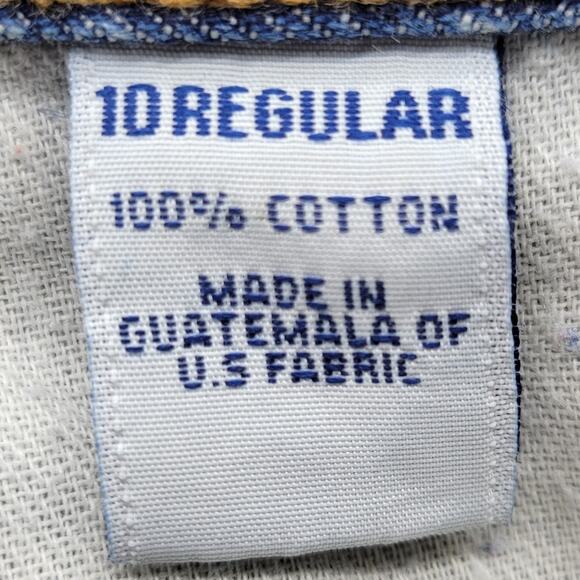 10 REGULAR
100% COTTON
MADE IN
GUATEMALA OF
U.S FABRIC